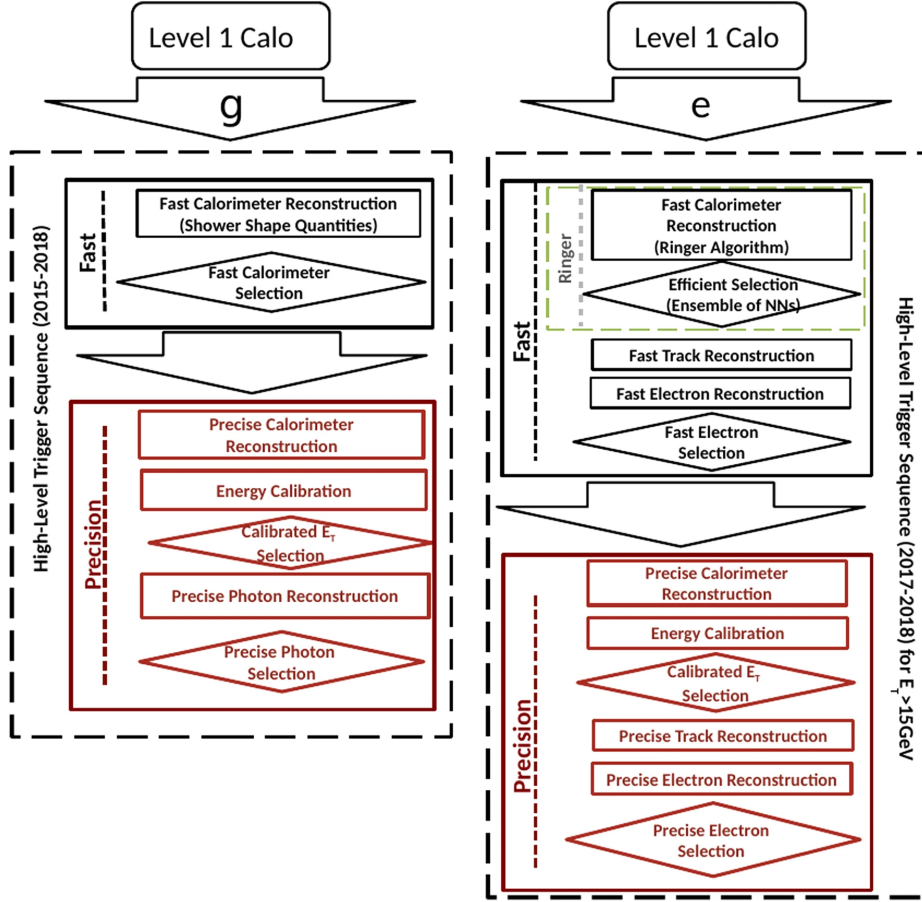 Level 1 Calo
g
High-Level Trigger Sequence (2015-2018)
Fast
Fast Calorimeter Reconstruction
(Shower Shape Quantities)
Fast Calorimeter
Selection
Precision
Precise Calorimeter
Reconstruction
Energy Calibration
Calibrated E_T
Selection
Precise Photon Reconstruction
Precise Photon
Selection
Level 1 Calo
e
High-Level Trigger Sequence (2017-2018) for E_T>15GeV
Fast
Ringer
Fast Calorimeter
Reconstruction
(Ringer Algorithm)
Efficient Selection
(Ensemble of NNs)
Fast Track Reconstruction
Fast Electron Reconstruction
Fast Electron
Selection
Precision
Precise Calorimeter
Reconstruction
Energy Calibration
Calibrated E_T
Selection
Precise Track Reconstruction
Precise Electron Reconstruction
Precise Electron
Selection